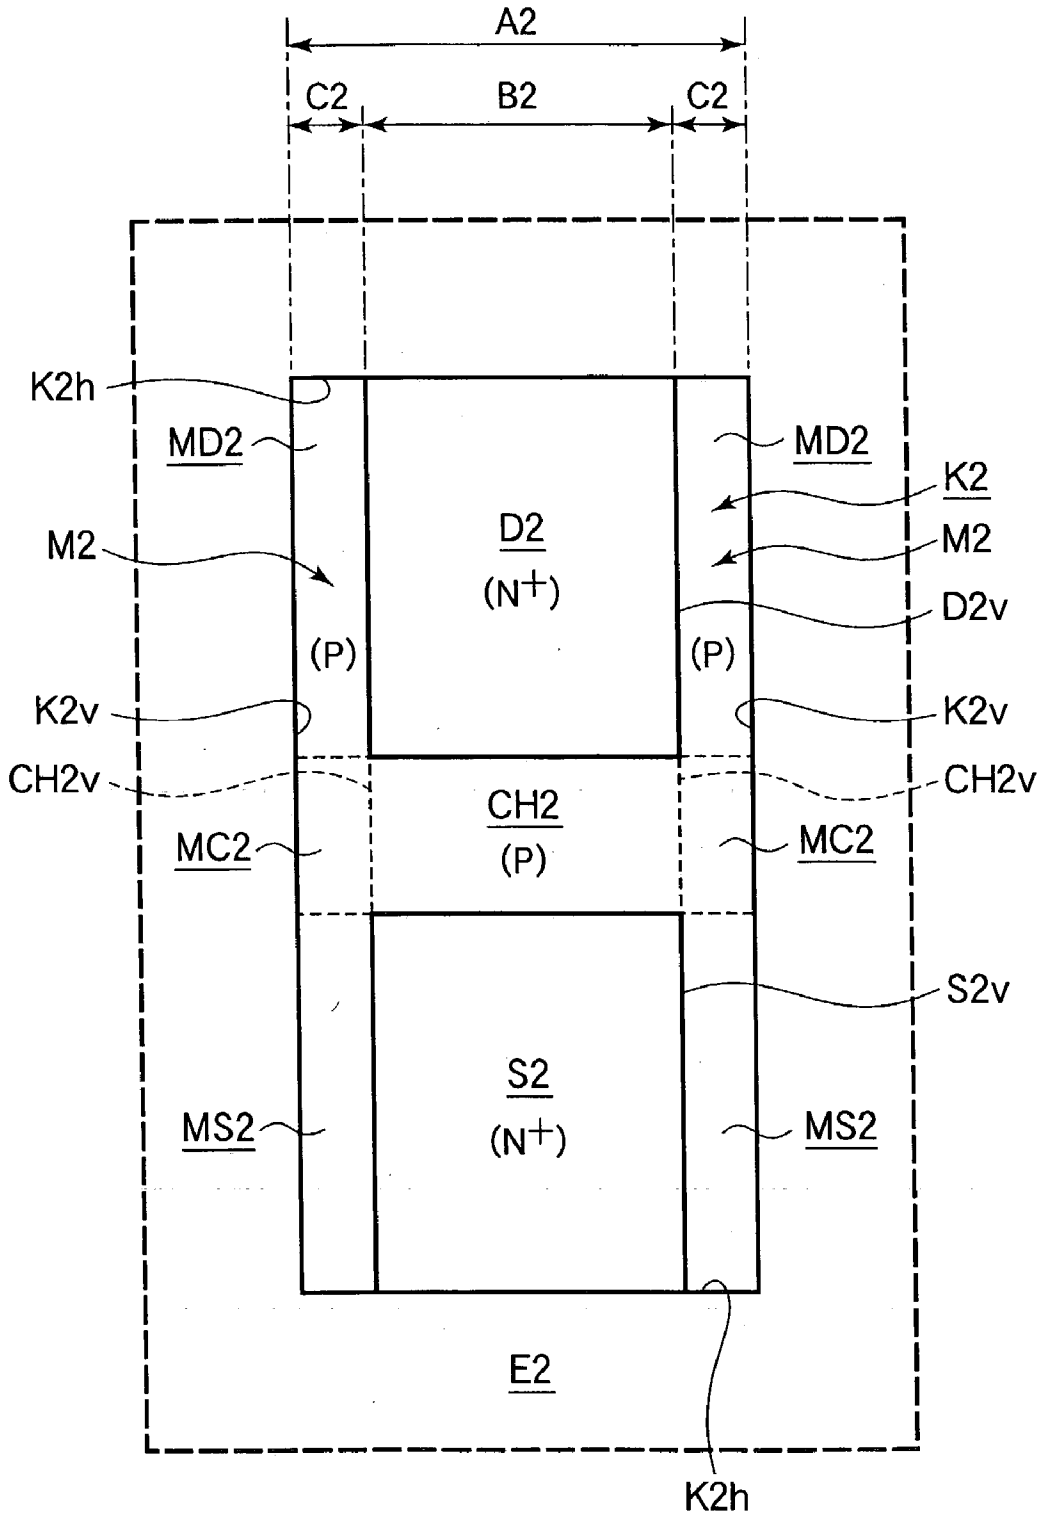 A2
C2 B2 C2
K2h
MD2 MD2
K2
D2
M2 M2
(N+)
D2v
(P) (P)
K2v K2v
CH2v CH2v
CH2
MC2 MC2
(P)
S2v
S2
MS2 MS2
(N+)
E2
K2h